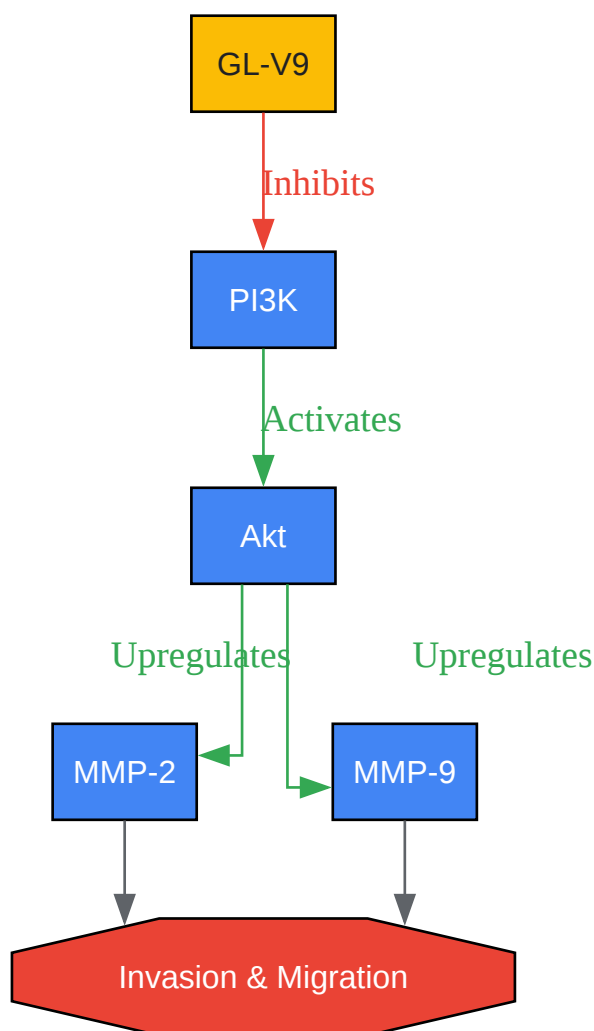 GL-V9
Inhibits
PI3K
Activates
Akt
Upregulates
Upregulates
MMP-2
MMP-9
Invasion & Migration